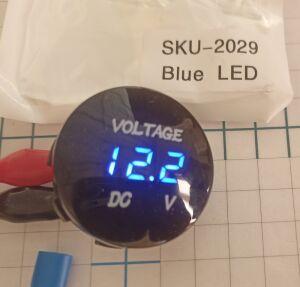 SKU-2029
Blue LED
VOLTAGE
12.2
DC V